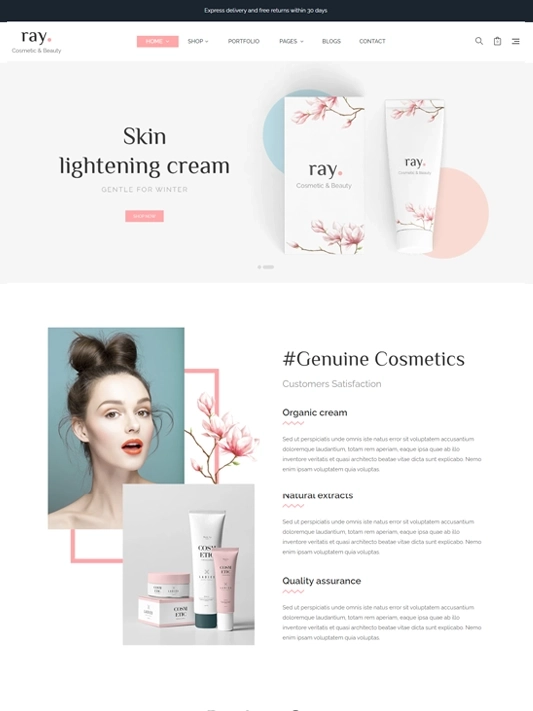 Express delivery and free returns within 30 days
ray.
Cosmetic & Beauty
HOME
SHOP
PORTFOLIO
PAGES
BLOGS
CONTACT
Skin
lightening cream
GENTLE FOR WINTER
ray.
Cosmetic & Beauty
ray.
Cosmetic & Beauty
#Genuine Cosmetics
Customers Satisfaction
Organic cream
Sed ut perspiciatis unde omnis iste natus error sit voluptatem accusantium
doloremque laudantium, totam rem aperiam, eaque ipsa quae ab illo
inventore veritatis et quasi architecto beatae vitae dicta sunt explicabo. Nemo
enim ipsam voluptatem quia voluptas
Natural extracts
Sed ut perspiciatis unde omnis iste natus error sit voluptatem accusantium
doloremque laudantium, totam rem aperiam, eaque ipsa quae ab illo
inventore veritatis et quasi architecto beatae vitae dicta sunt explicabo. Nemo
enim ipsam voluptatem quia voluptas
Quality assurance
Sed ut perspiciatis unde omnis iste natus error sit voluptatem accusantium
doloremque laudantium, totam rem aperiam, eaque ipsa quae ab illo
inventore veritatis et quasi architecto beatae vitae dicta sunt explicabo. Nemo
enim ipsam voluptatem quia voluptas
COSM
ETIC
COSM
ETIC
COSM
ETIC